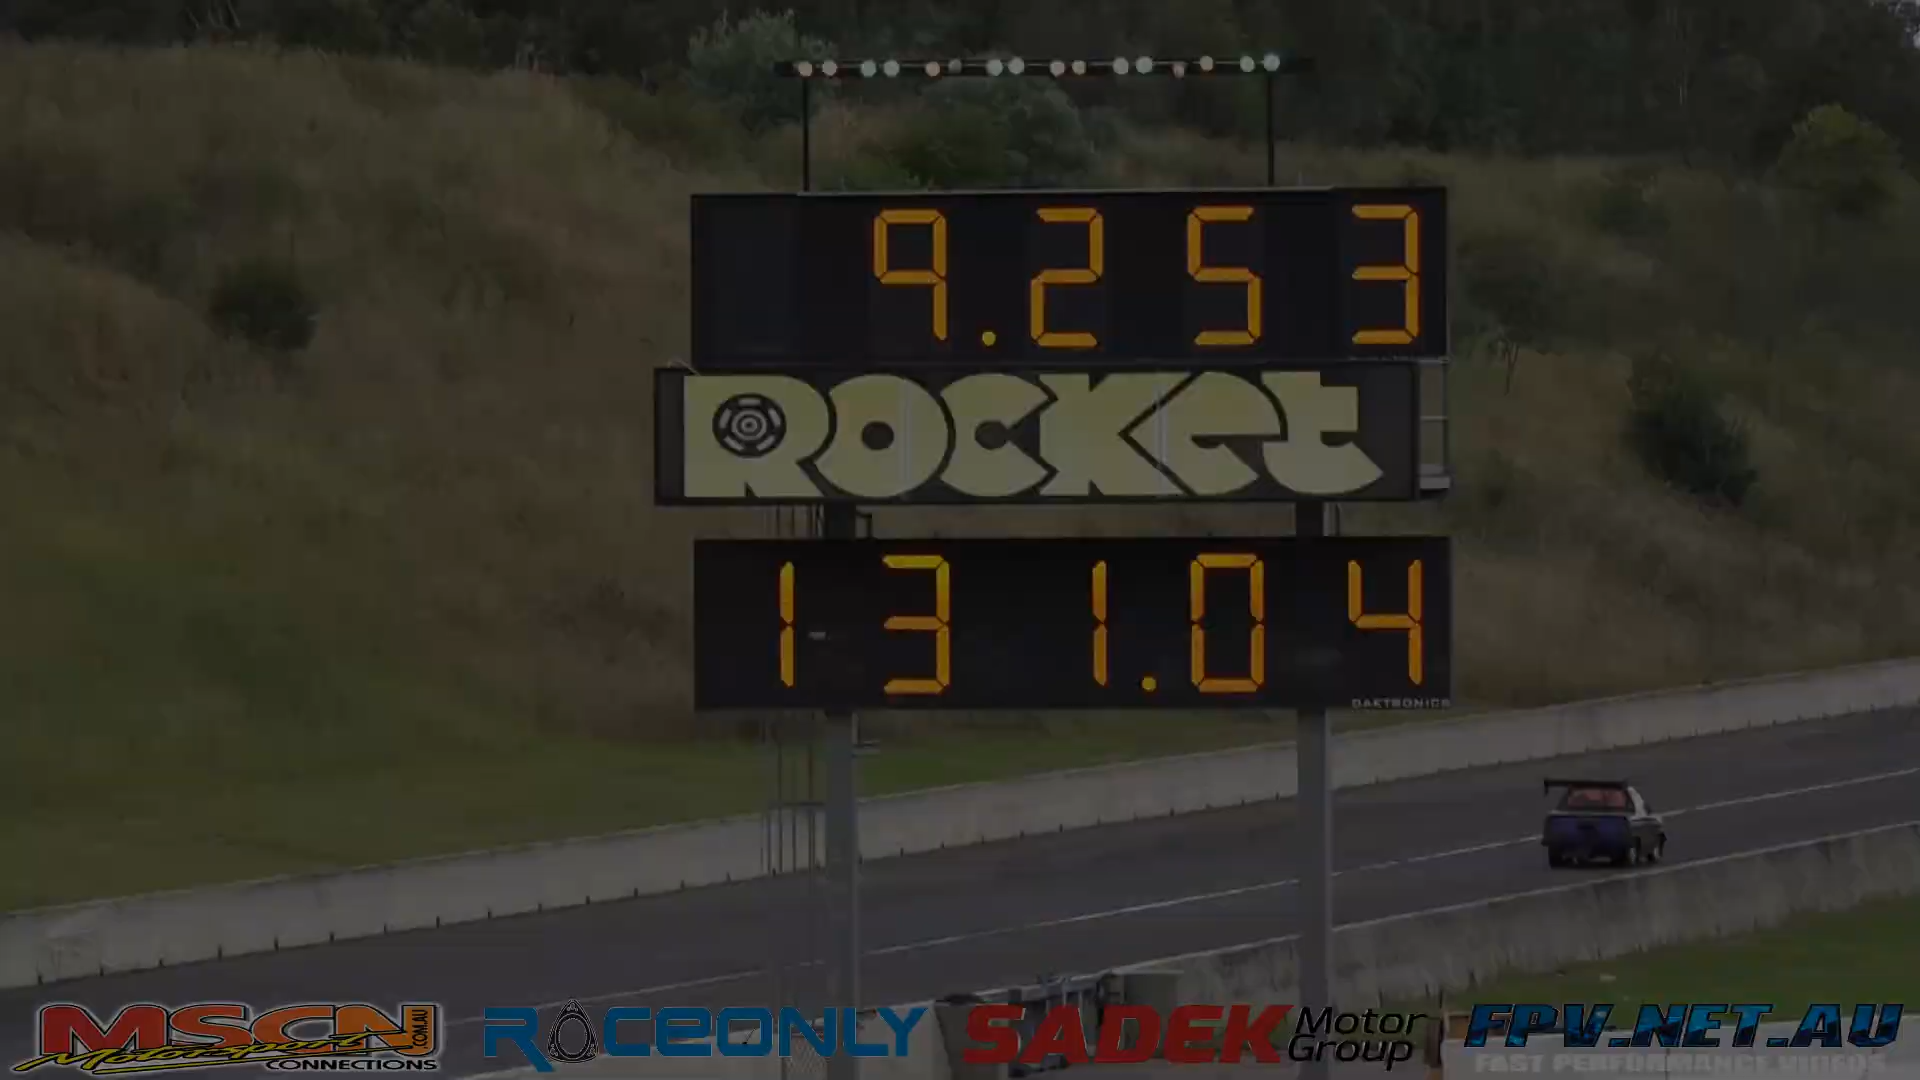 9.253
ROCKET
131.04
DAKTRONICS
MSCN .COM.AU
Motorsport
CONNECTIONS
RACEONLY
SADEK Motor Group
FPV.NET.AU
FAST PERFORMANCE VIDEOS